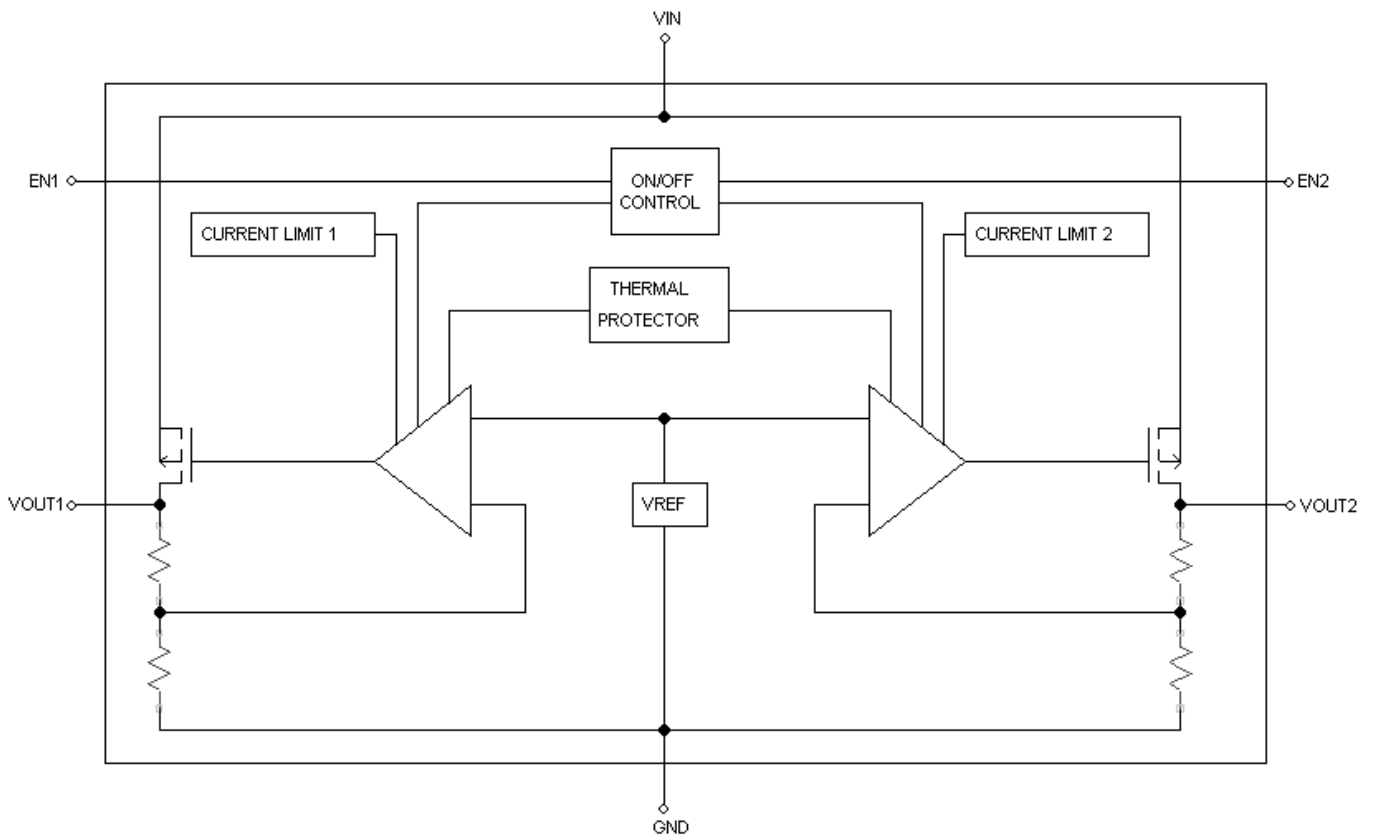 VIN
EN1
ON/OFF
CONTROL
EN2
CURRENT LIMIT 1
CURRENT LIMIT 2
THERMAL
PROTECTOR
VOUT1
VREF
VOUT2
GND